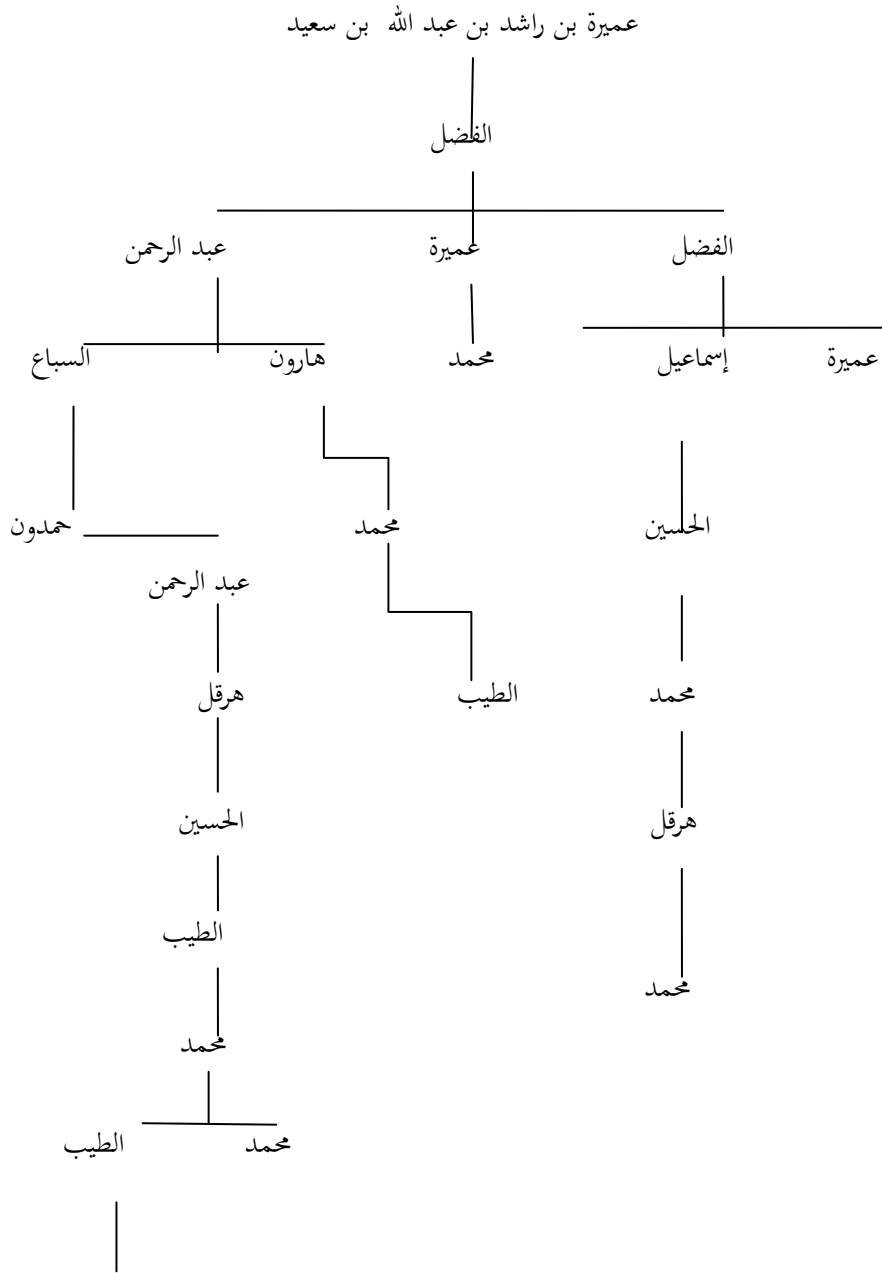 عميرة بن راشد بن عبد الله بن سعيد
الفضل
الفضل عميرة عبد الرحمن
عميرة إسماعيل محمد هارون السباع
الحسين محمد حمدون
عبد الرحمن
محمد الطيب هرقل
هرقل الحسين
الطيب
محمد
محمد
محمد الطيب